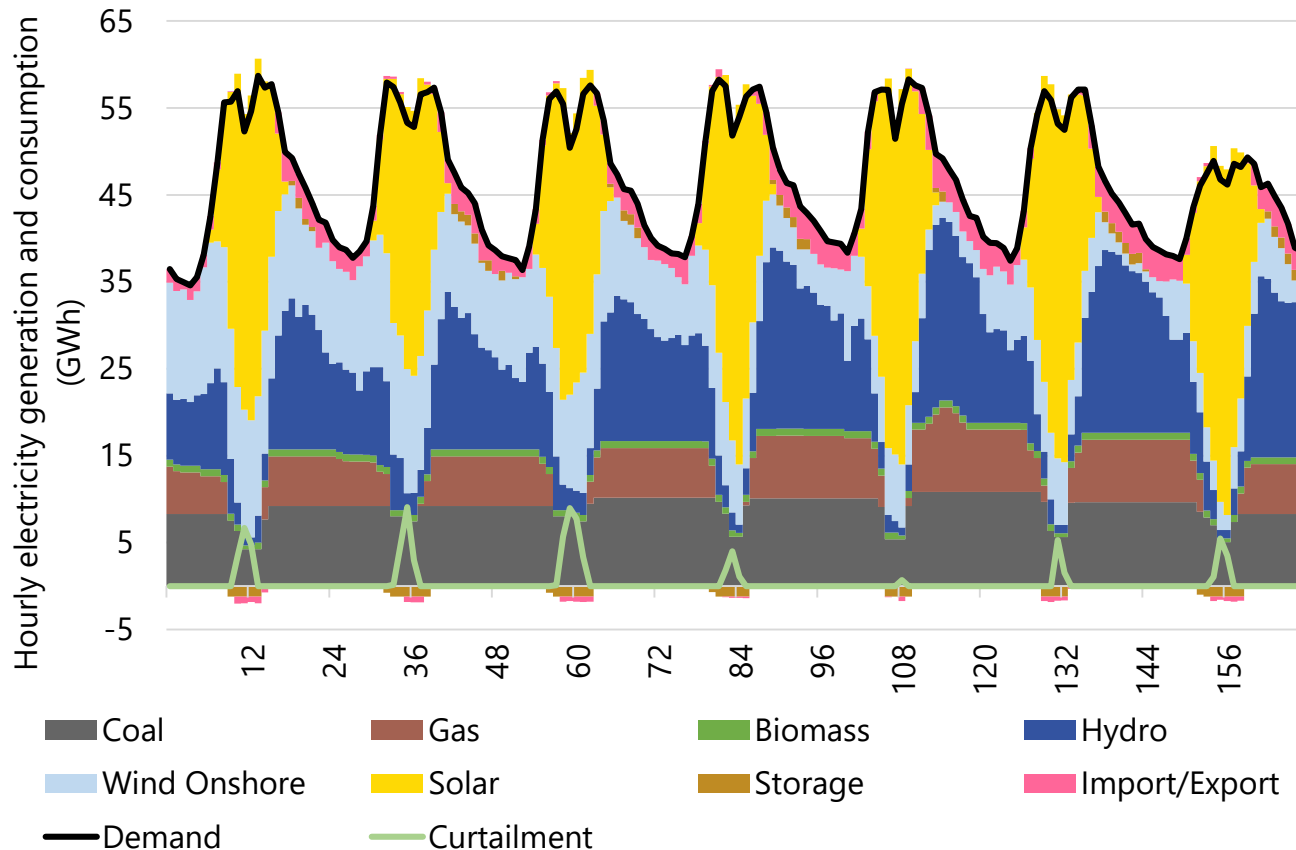 Hourly electricity generation and consumption
(GWh)
65
55
45
35
25
15
5
-5
12 24 36 48 60 72 84 96 108 120 132 144 156
Coal Gas Biomass Hydro
Wind Onshore Solar Storage Import/Export
Demand Curtailment